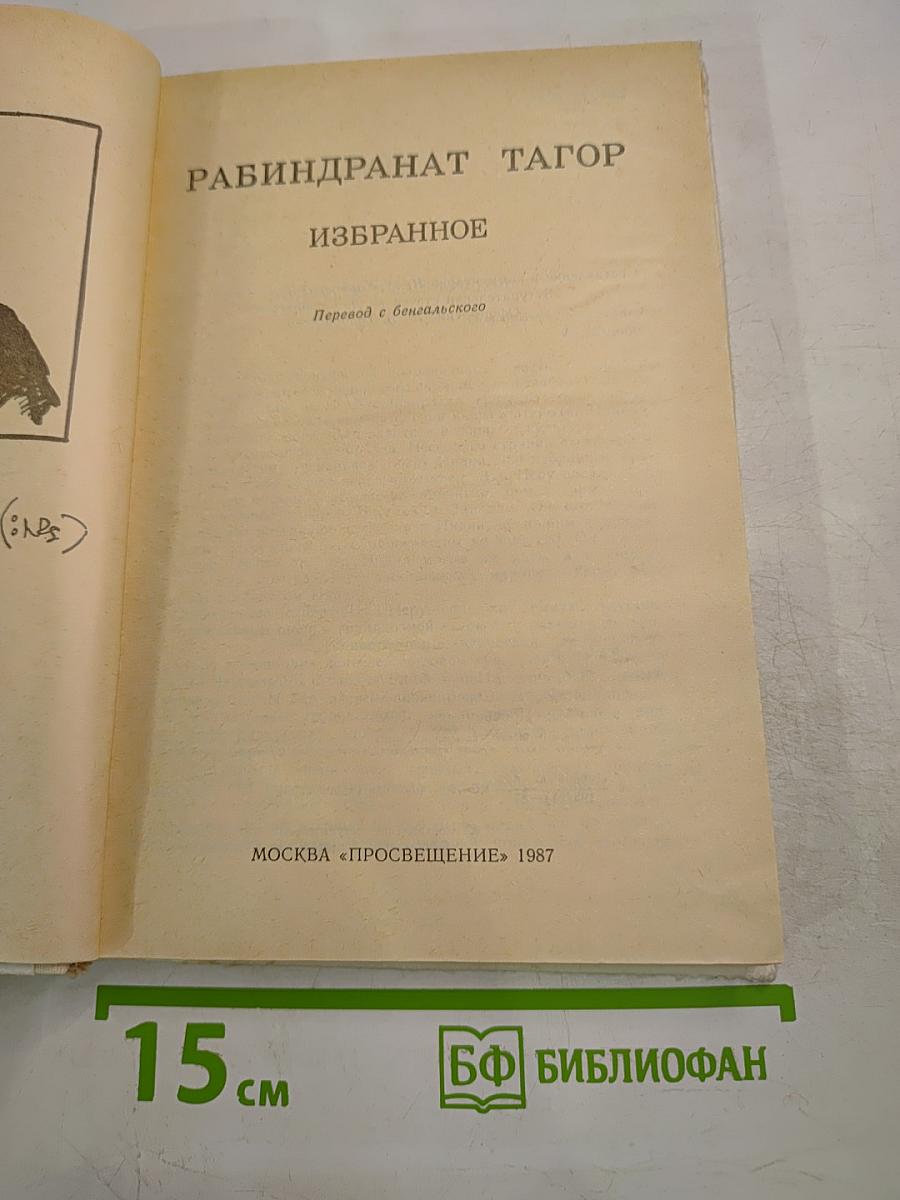 РАБИНДРАНАТ ТАГОР
ИЗБРАННОЕ
Перевод с бенгальского
МОСКВА «ПРОСВЕЩЕНИЕ» 1987
15 см
БФ БИБЛИОФАН